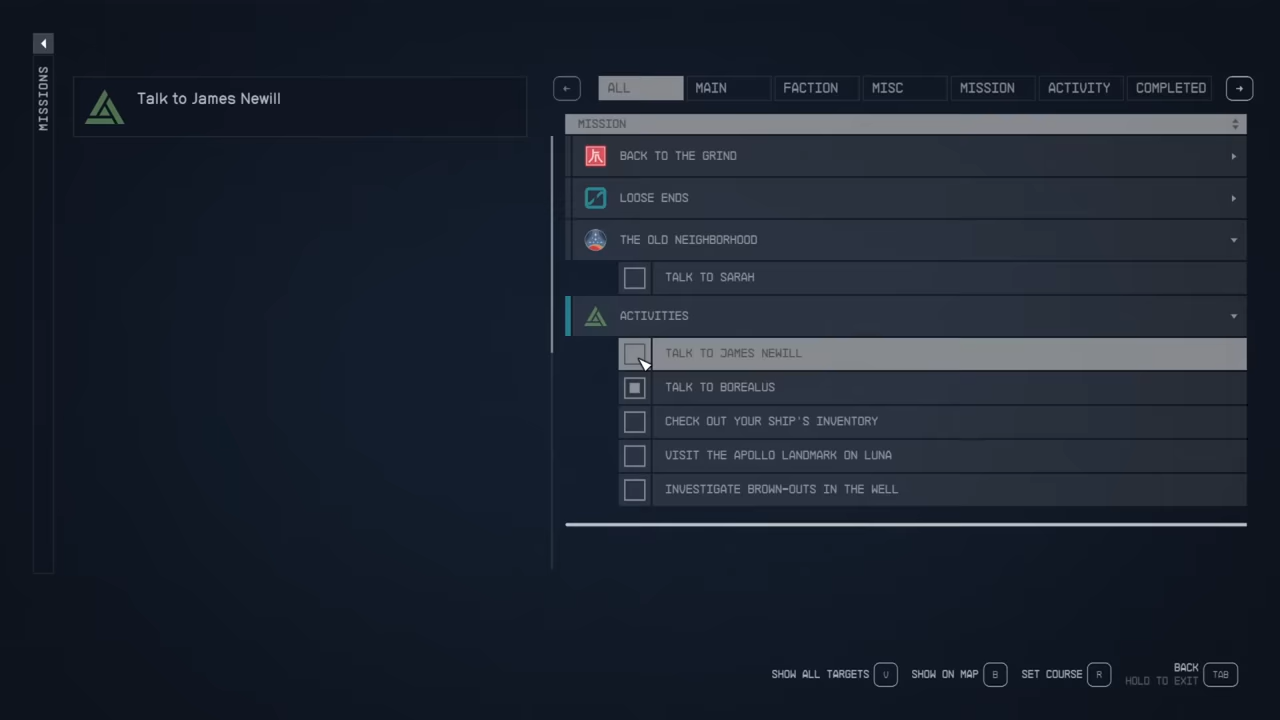 MISSIONS
Talk to James Newill
ALL
MAIN
FACTION
MISC
MISSION
ACTIVITY
COMPLETED
MISSION
BACK TO THE GRIND
LOOSE ENDS
THE OLD NEIGHBORHOOD
TALK TO SARAH
ACTIVITIES
TALK TO JAMES NEWILL
TALK TO BOREALUS
CHECK OUT YOUR SHIP'S INVENTORY
VISIT THE APOLLO LANDMARK ON LUNA
INVESTIGATE BROWN-OUTS IN THE WELL
SHOW ALL TARGETS V
SHOW ON MAP B
SET COURSE R
BACK
HOLD TO EXIT
TAB